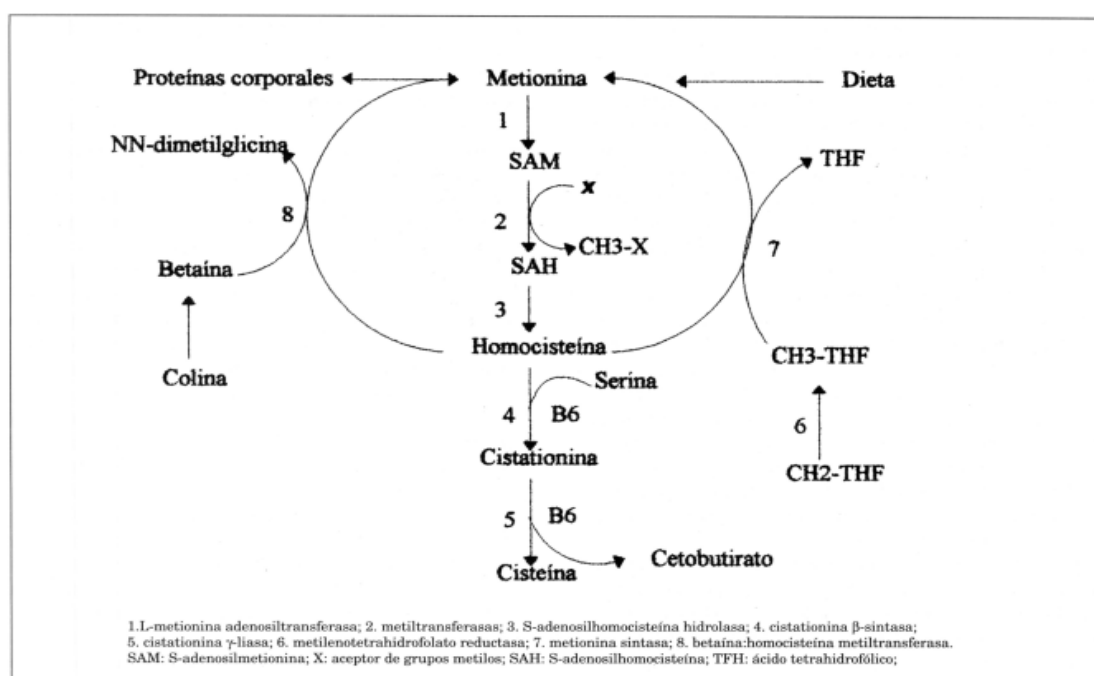 Proteínas corporales Metionina Dieta
1
NN-dimetilglicina SAM THF
x
8 2 CH3-X 7
Betaína SAH
3
Homocisteína CH3-THF
Colina Serína
4 B6 6
Cistationina CH2-THF
5 B6
Cetobutirato
Cisteína
1.L-metionina adenosiltransferasa; 2. metiltransferasas; 3. S-adenosilhomocisteína hidrolasa; 4. cistationina β-sintasa;
5. cistationina γ-liasa; 6. metilenotetrahidrofolato reductasa; 7. metionina sintasa; 8. betaína:homocisteína metiltransferasa.
SAM: S-adenosilmetionina; X: aceptor de grupos metilos; SAH: S-adenosilhomocisteína; TFH: ácido tetrahidrofólico;